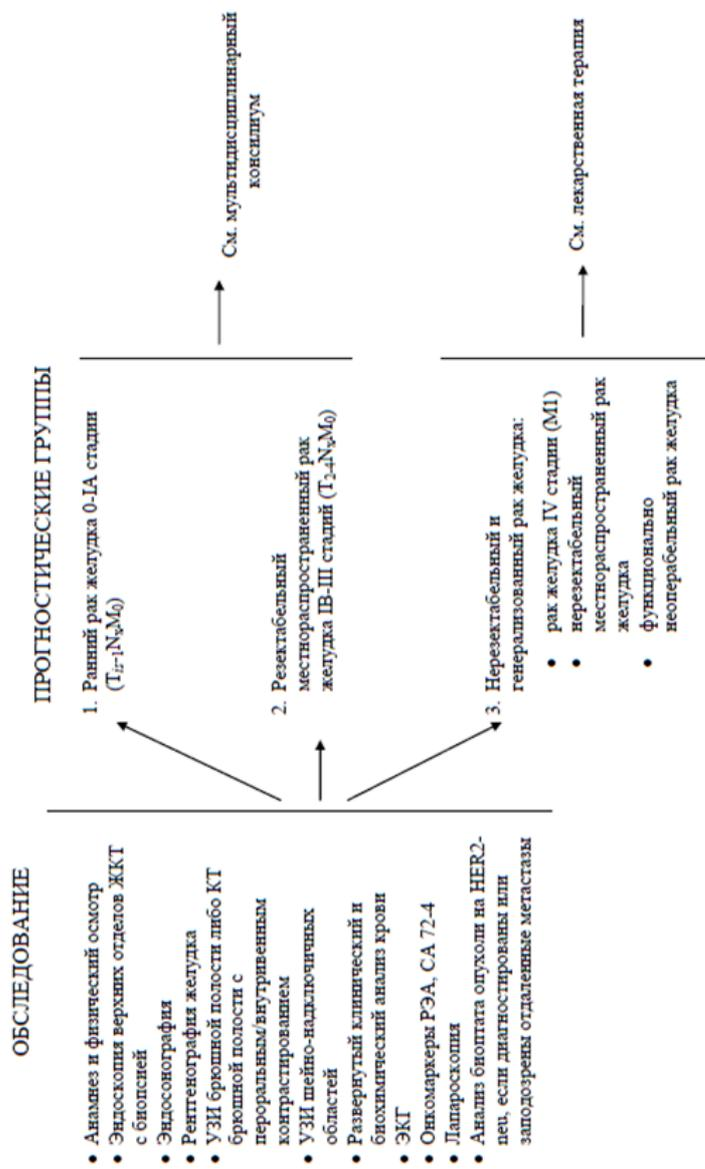 ОБСЛЕДОВАНИЕ
• Анамнез и физический осмотр
• Эндоскопия верхних отделов ЖКТ
с биопсией
• Эндосонография
• Рентгенография желудка
• УЗИ брюшной полости либо КТ
брюшной полости с
пероральным/внутривенным
контрастированием
• УЗИ шейно-надключичных
областей
• Развернутый клинический и
биохимический анализ крови
• ЭКГ
• Онкомаркеры РЭА, СА 72-4
• Лапароскопия
• Анализ биоптата опухоли на HER2-
neu, если диагностированы или
заподозрены отдаленные метастазы
ПРОГНОСТИЧЕСКИЕ ГРУППЫ
1. Ранний рак желудка 0-IA стадии
(Tis-1NxM0)
2. Резектабельный
местнораспространенный рак
желудка IB-III стадий (T2-4NxM0)
3. Нерезектабельный и
генерализованный рак желудка:
• рак желудка IV стадии (M1)
• нерезектабельный
местнораспространенный рак
желудка
• функционально
неоперабельный рак желудка
См. мультидисциплинарный
консилиум
См. лекарственная терапия